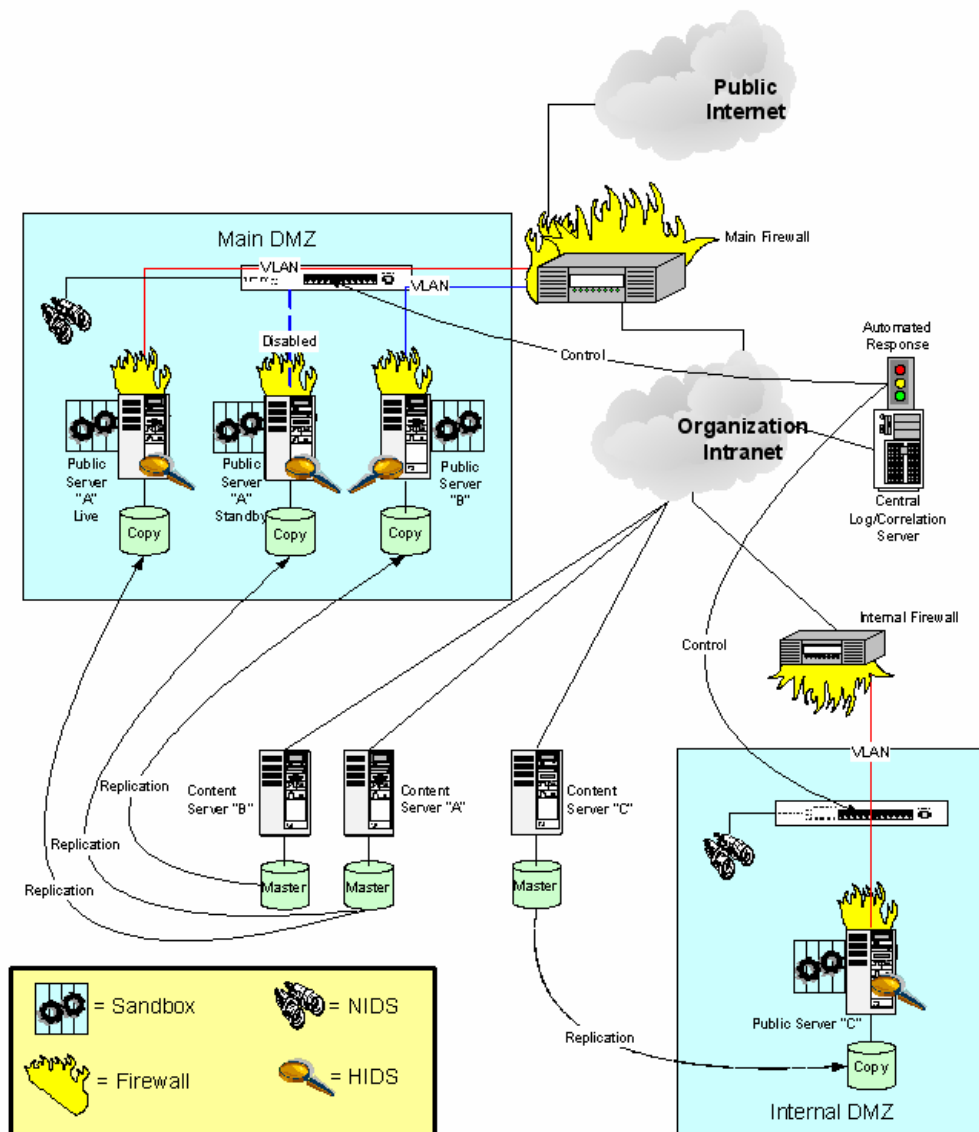 Public
Internet
Main DMZ
Main Firewall
VLAN
VLAN
Disabled
Control
Automated
Response
Organization
Intranet
Public
Server
"A"
Live
Public
Server
"A"
Standby
Public
Server
"B"
Central
Log/Correlation
Server
Copy
Copy
Copy
Internal Firewall
Control
VLAN
Replication
Replication
Replication
Content
Server "B"
Content
Server "A"
Content
Server "C"
Master
Master
Master
Replication
Public Server "C"
Copy
Internal DMZ
= Sandbox
= NIDS
= Firewall
= HIDS